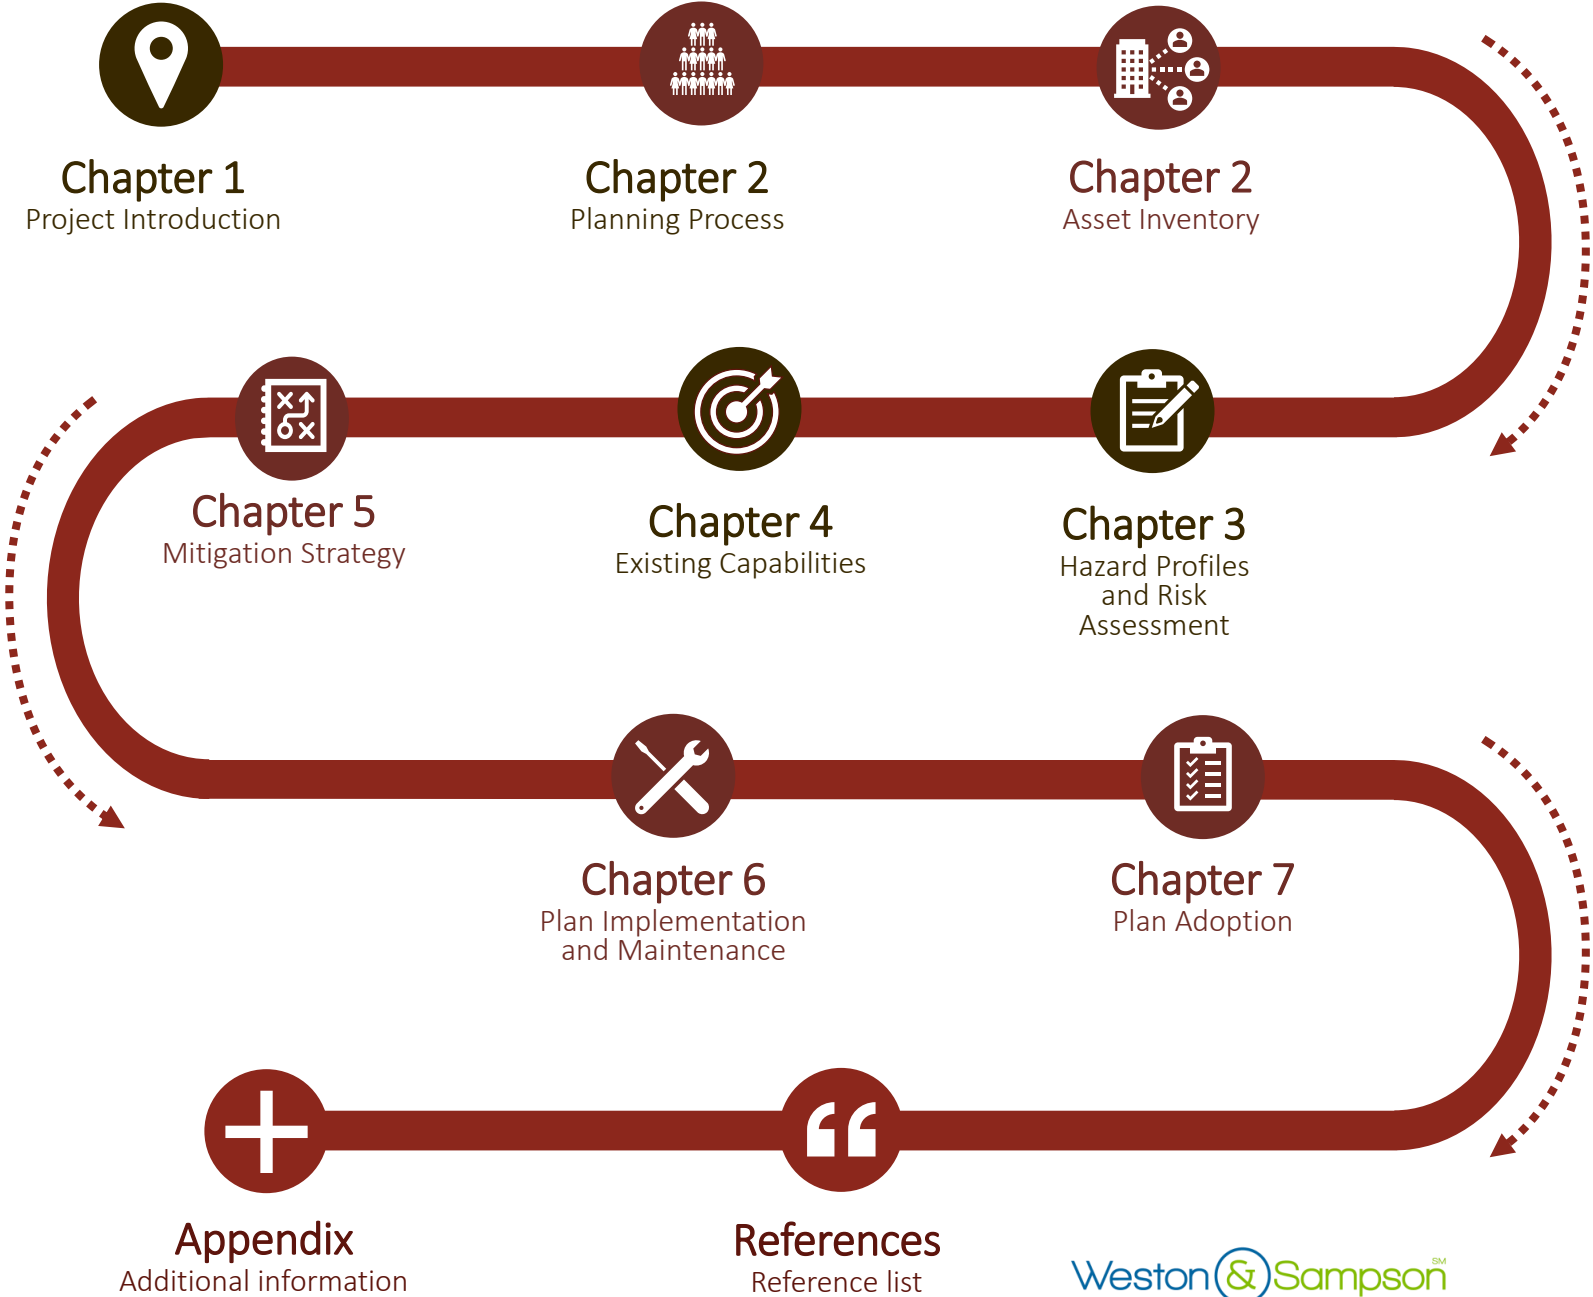 Chapter 1
Project Introduction
Chapter 2
Planning Process
Chapter 2
Asset Inventory
Chapter 3
Hazard Profiles
and Risk
Assessment
Chapter 4
Existing Capabilities
Chapter 5
Mitigation Strategy
Chapter 6
Plan Implementation
and Maintenance
Chapter 7
Plan Adoption
References
Reference list
Appendix
Additional information
Weston & Sampson SM